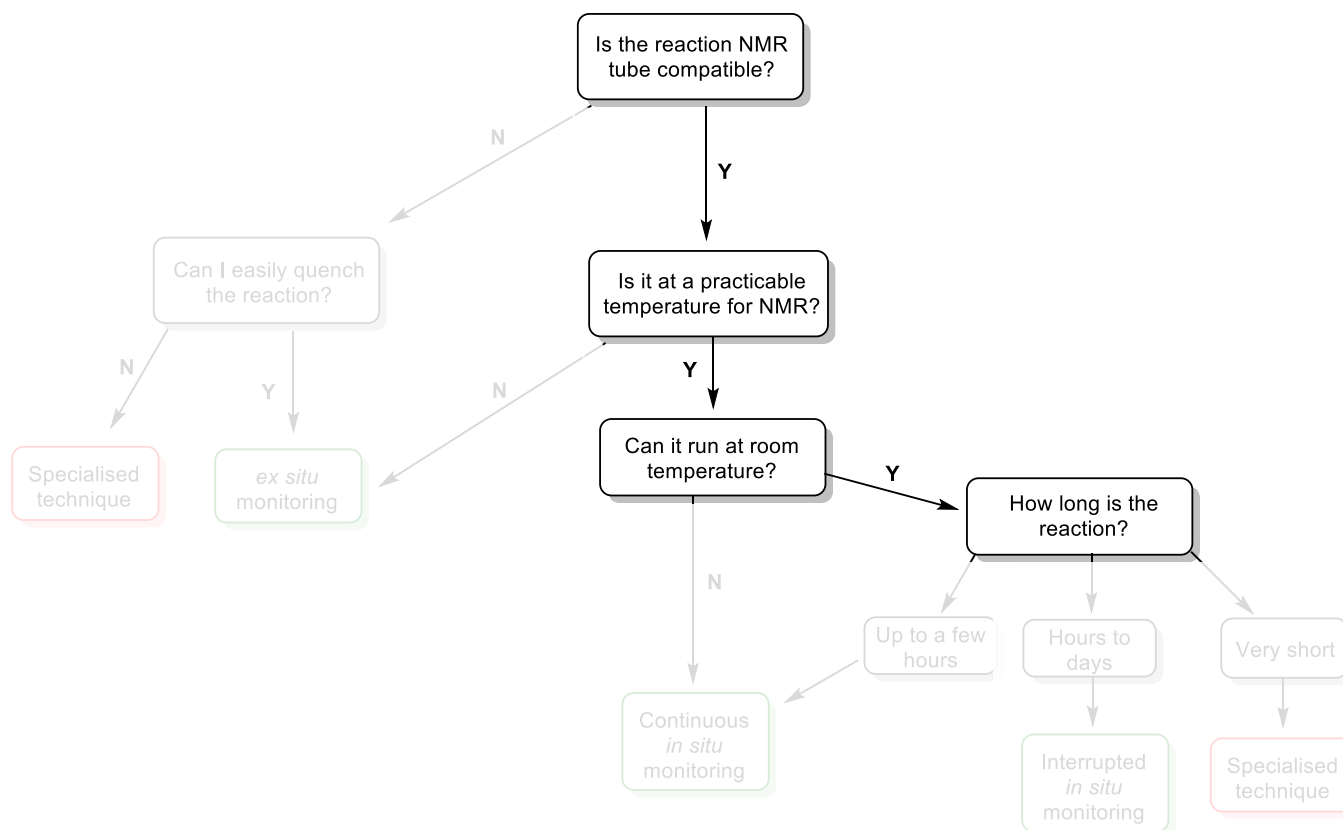 Is the reaction NMR
tube compatible?
N
Y
Can I easily quench
the reaction?
Is it at a practicable
temperature for NMR?
N
Y
N
Y
Can it run at room
temperature?
Y
Specialised
technique
ex situ
monitoring
How long is the
reaction?
N
Up to a few
hours
Hours to
days
Very short
Continuous
in situ
monitoring
Interrupted
in situ
monitoring
Specialised
technique